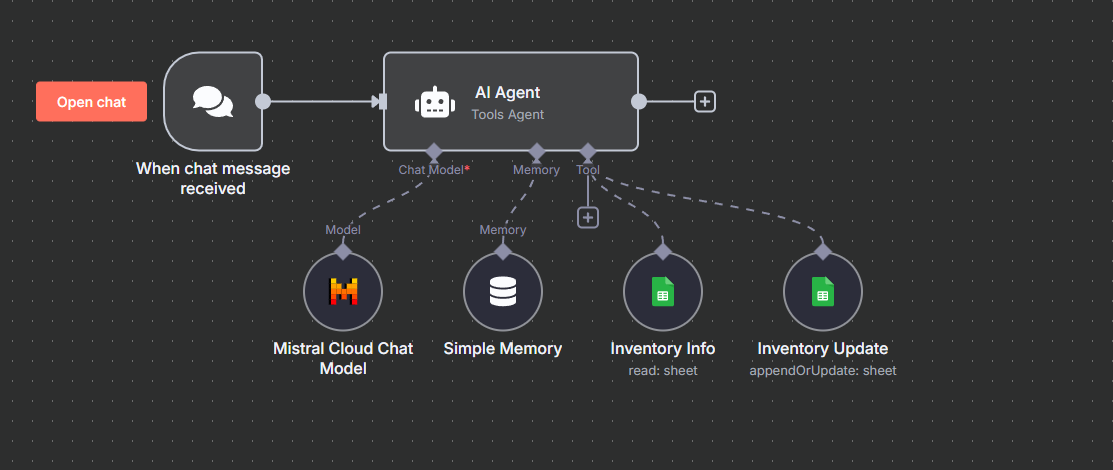 Open chat
When chat message
received
AI Agent
Tools Agent
Chat Model*
Memory
Tool
Model
Memory
Mistral Cloud Chat
Model
Simple Memory
Inventory Info
read: sheet
Inventory Update
appendOrUpdate: sheet